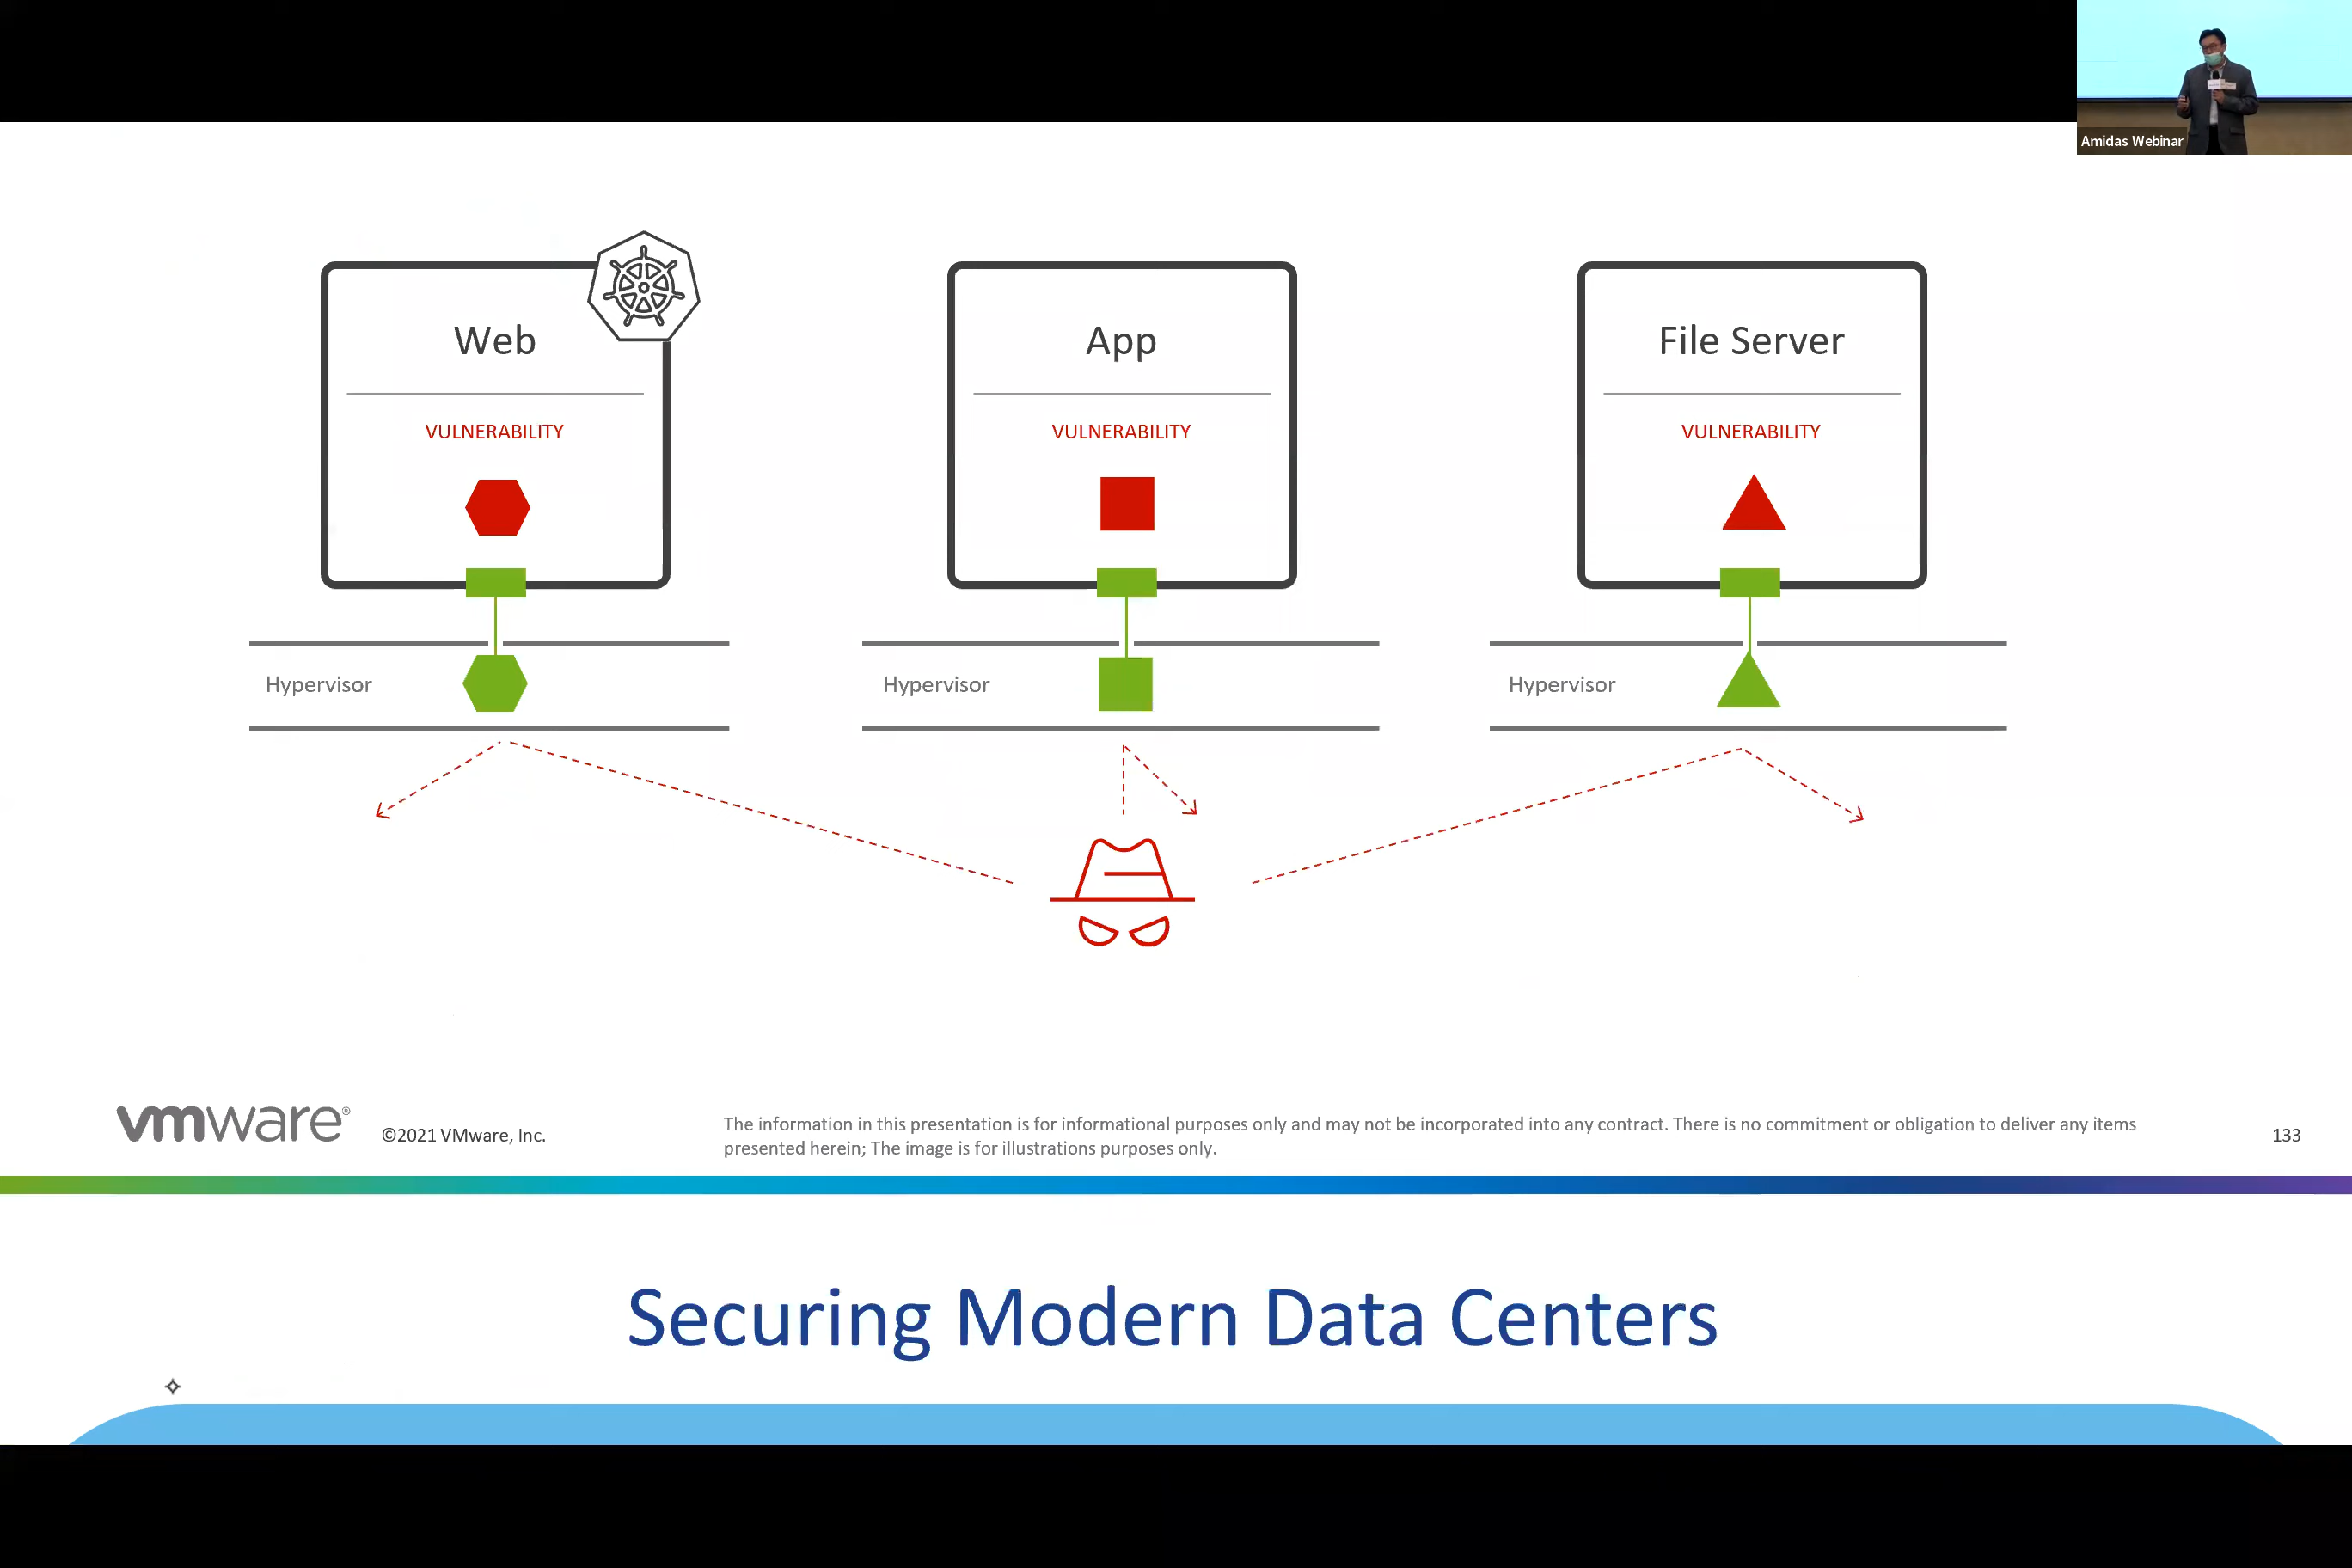 Amidas Webinar
Web
VULNERABILITY
App
VULNERABILITY
File Server
VULNERABILITY
Hypervisor
Hypervisor
Hypervisor
vmware®
©2021 VMware, Inc.
The information in this presentation is for informational purposes only and may not be incorporated into any contract. There is no commitment or obligation to deliver any items
presented herein; The image is for illustrations purposes only.
133
Securing Modern Data Centers